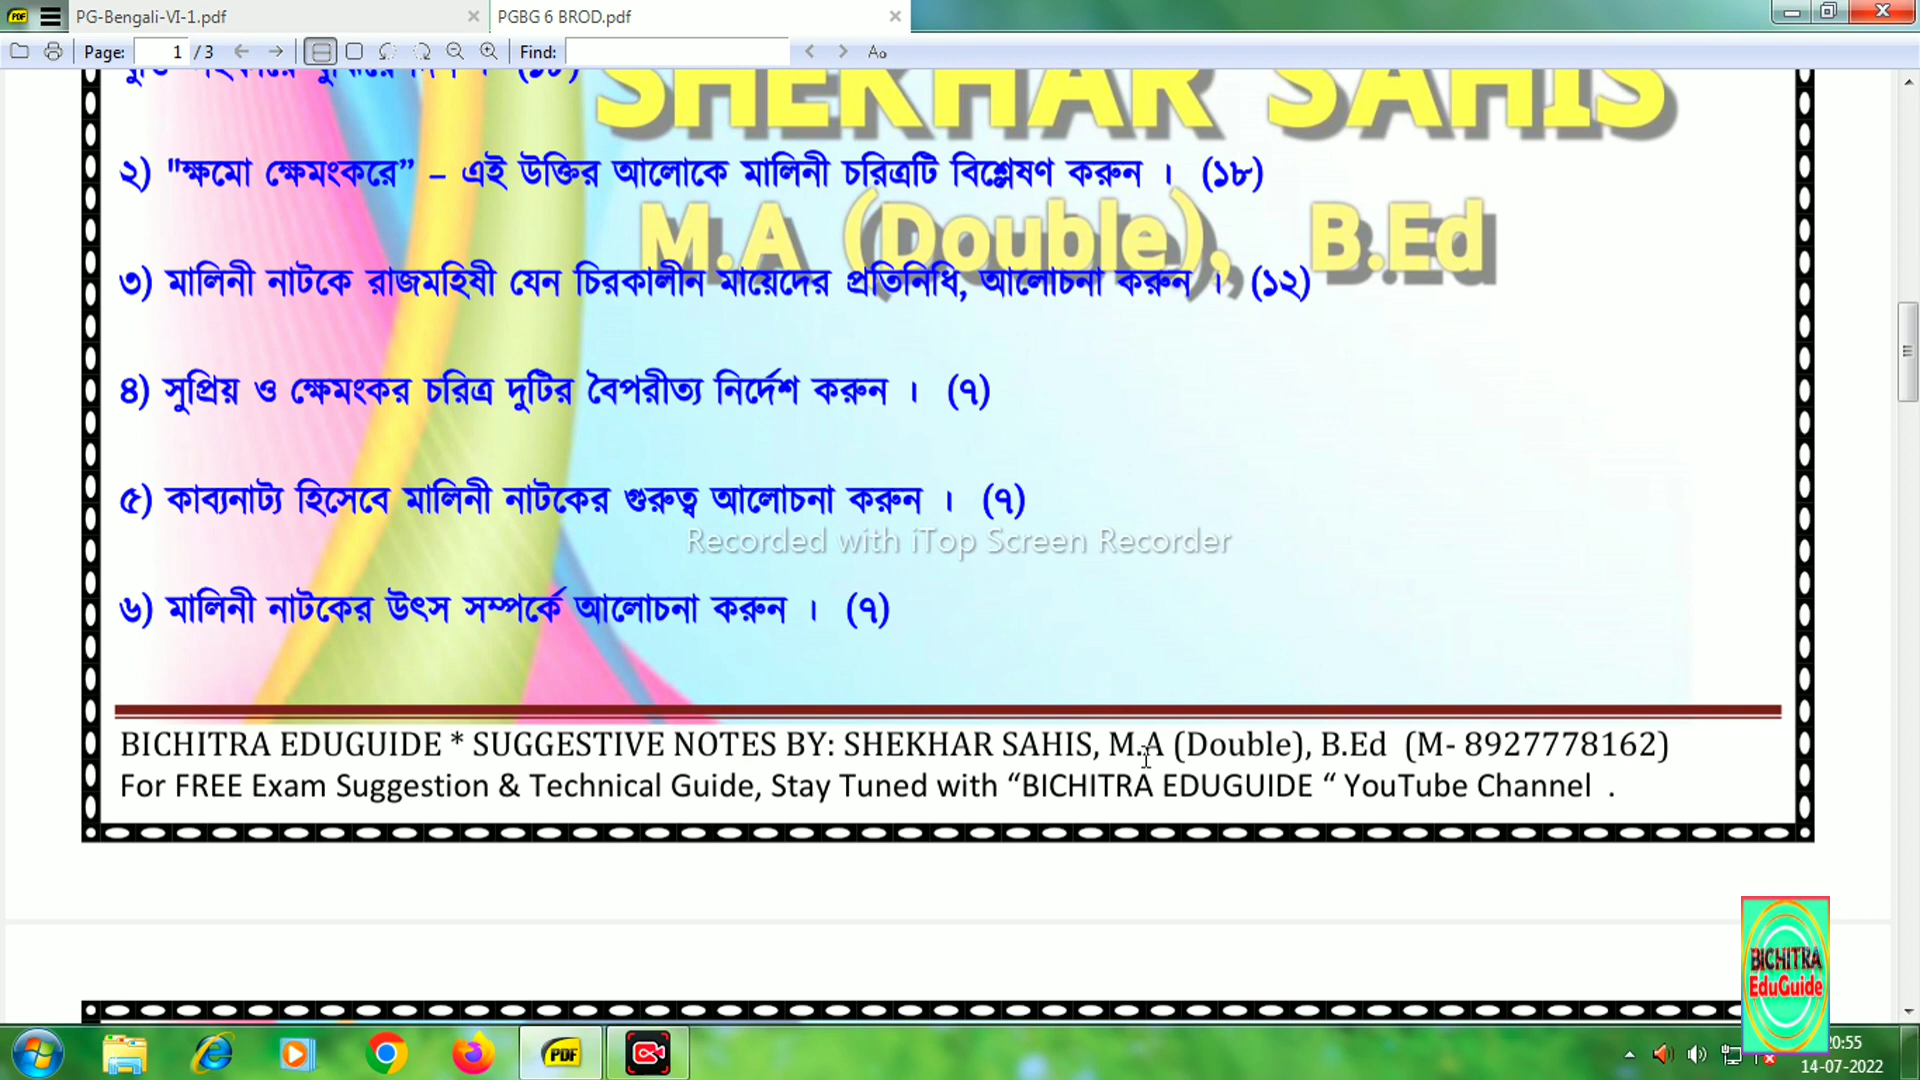 PG-Bengali-VI-1.pdf
PGBG 6 BROD.pdf
Page: 1 / 3 Find:
(১৮)
SHEKHAR SAHIS
২) "ক্ষমো ক্ষেমংকরে” – এই উক্তির আলোকে মালিনী চরিত্রটি বিশ্লেষণ করুন । (১৮)
M.A (Double), B.Ed
৩) মালিনী নাটকে রাজমহিষী যেন চিরকালীন মায়েদের প্রতিনিধি, আলোচনা করুন । (১২)
৪) সুপ্রিয় ও ক্ষেমংকর চরিত্র দুটির বৈপরীত্য নির্দেশ করুন । (৭)
৫) কাব্যনাট্য হিসেবে মালিনী নাটকের গুরুত্ব আলোচনা করুন । (৭)
Recorded with iTop Screen Recorder
৬) মালিনী নাটকের উৎস সম্পর্কে আলোচনা করুন । (৭)
BICHITRA EDUGUIDE * SUGGESTIVE NOTES BY: SHEKHAR SAHIS, M.A (Double), B.Ed (M- 8927778162)
For FREE Exam Suggestion & Technical Guide, Stay Tuned with “BICHITRA EDUGUIDE “ YouTube Channel .
BICHITRA
EduGuide
PDF
20:55
14-07-2022